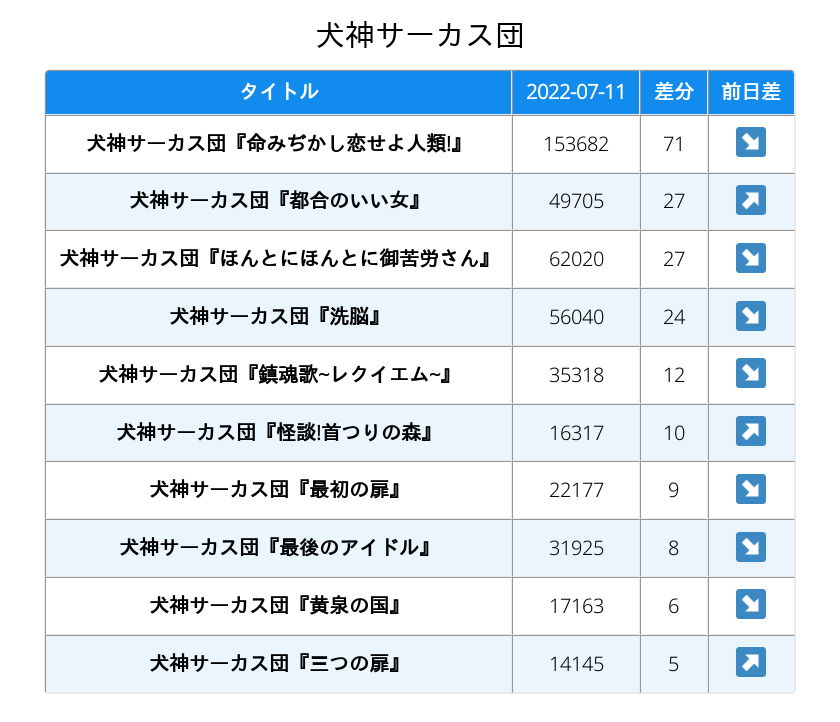 犬神サーカス団
タイトル 2022-07-11 差分 前日差
犬神サーカス団『命みぢかし恋せよ人類!』 153682 71 ↘
犬神サーカス団『都合のいい女』 49705 27 ↗
犬神サーカス団『ほんとにほんとに御苦労さん』 62020 27 ↘
犬神サーカス団『洗脳』 56040 24 ↘
犬神サーカス団『鎮魂歌~レクイエム~』 35318 12 ↘
犬神サーカス団『怪談!首つりの森』 16317 10 ↗
犬神サーカス団『最初の扉』 22177 9 ↘
犬神サーカス団『最後のアイドル』 31925 8 ↘
犬神サーカス団『黄泉の国』 17163 6 ↘
犬神サーカス団『三つの扉』 14145 5 ↗